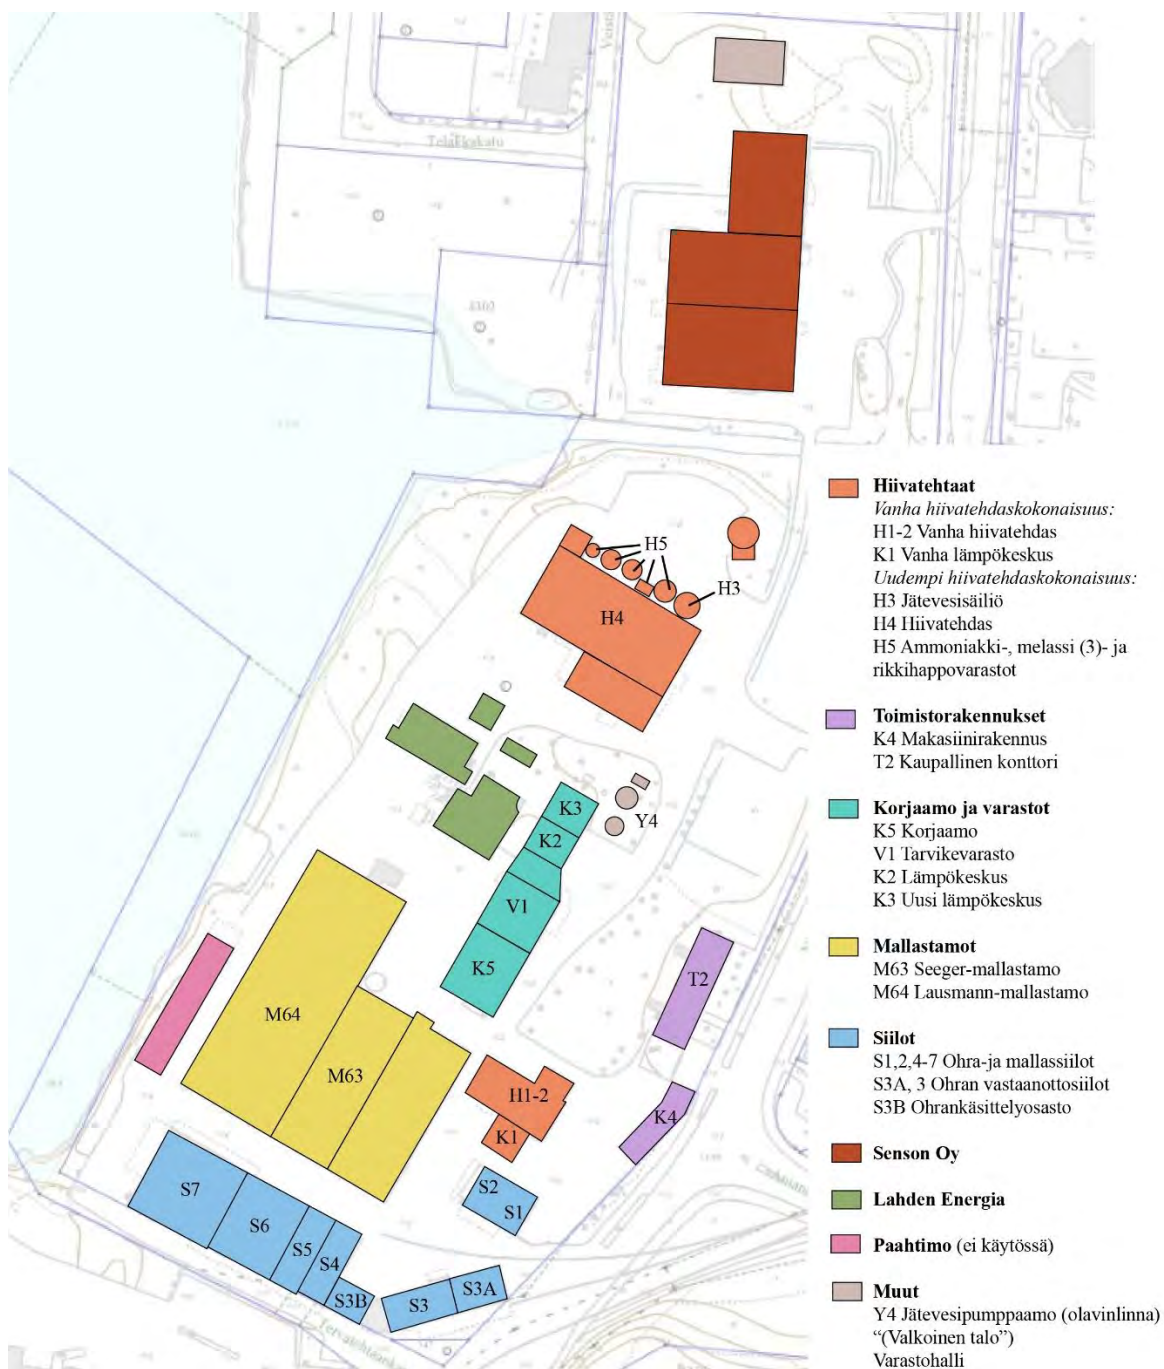 Telakkakatu
H5
H3
H4
K3
K2
Y4
V1
K5
T2
M64
M63
H1-2
K1
K4
S2
S1
S7
S6
S5
S4
S3B
S3
S3A
Hiivatehtaat
Vanha hiivatehdaskokonaisuus:
H1-2 Vanha hiivatehdas
K1 Vanha lämpökeskus
Uudempi hiivatehdaskokonaisuus:
H3 Jätevesisäiliö
H4 Hiivatehdas
H5 Ammoniakki-, melassi (3)- ja
rikkihappovarastot
Toimistorakennukset
K4 Makasiinirakennus
T2 Kaupallinen konttori
Korjaamo ja varastot
K5 Korjaamo
V1 Tarvikevarasto
K2 Lämpökeskus
K3 Uusi lämpökeskus
Mallastamot
M63 Seeger-mallastamo
M64 Lausmann-mallastamo
Siilot
S1,2,4-7 Ohra-ja mallassiilot
S3A, 3 Ohran vastaanottosiilot
S3B Ohrankäsittelyosasto
Senson Oy
Lahden Energia
Paahtimo (ei käytössä)
Muut
Y4 Jätevesipumppaamo (olavinlinna)
“(Valkoinen talo”)
Varastohalli